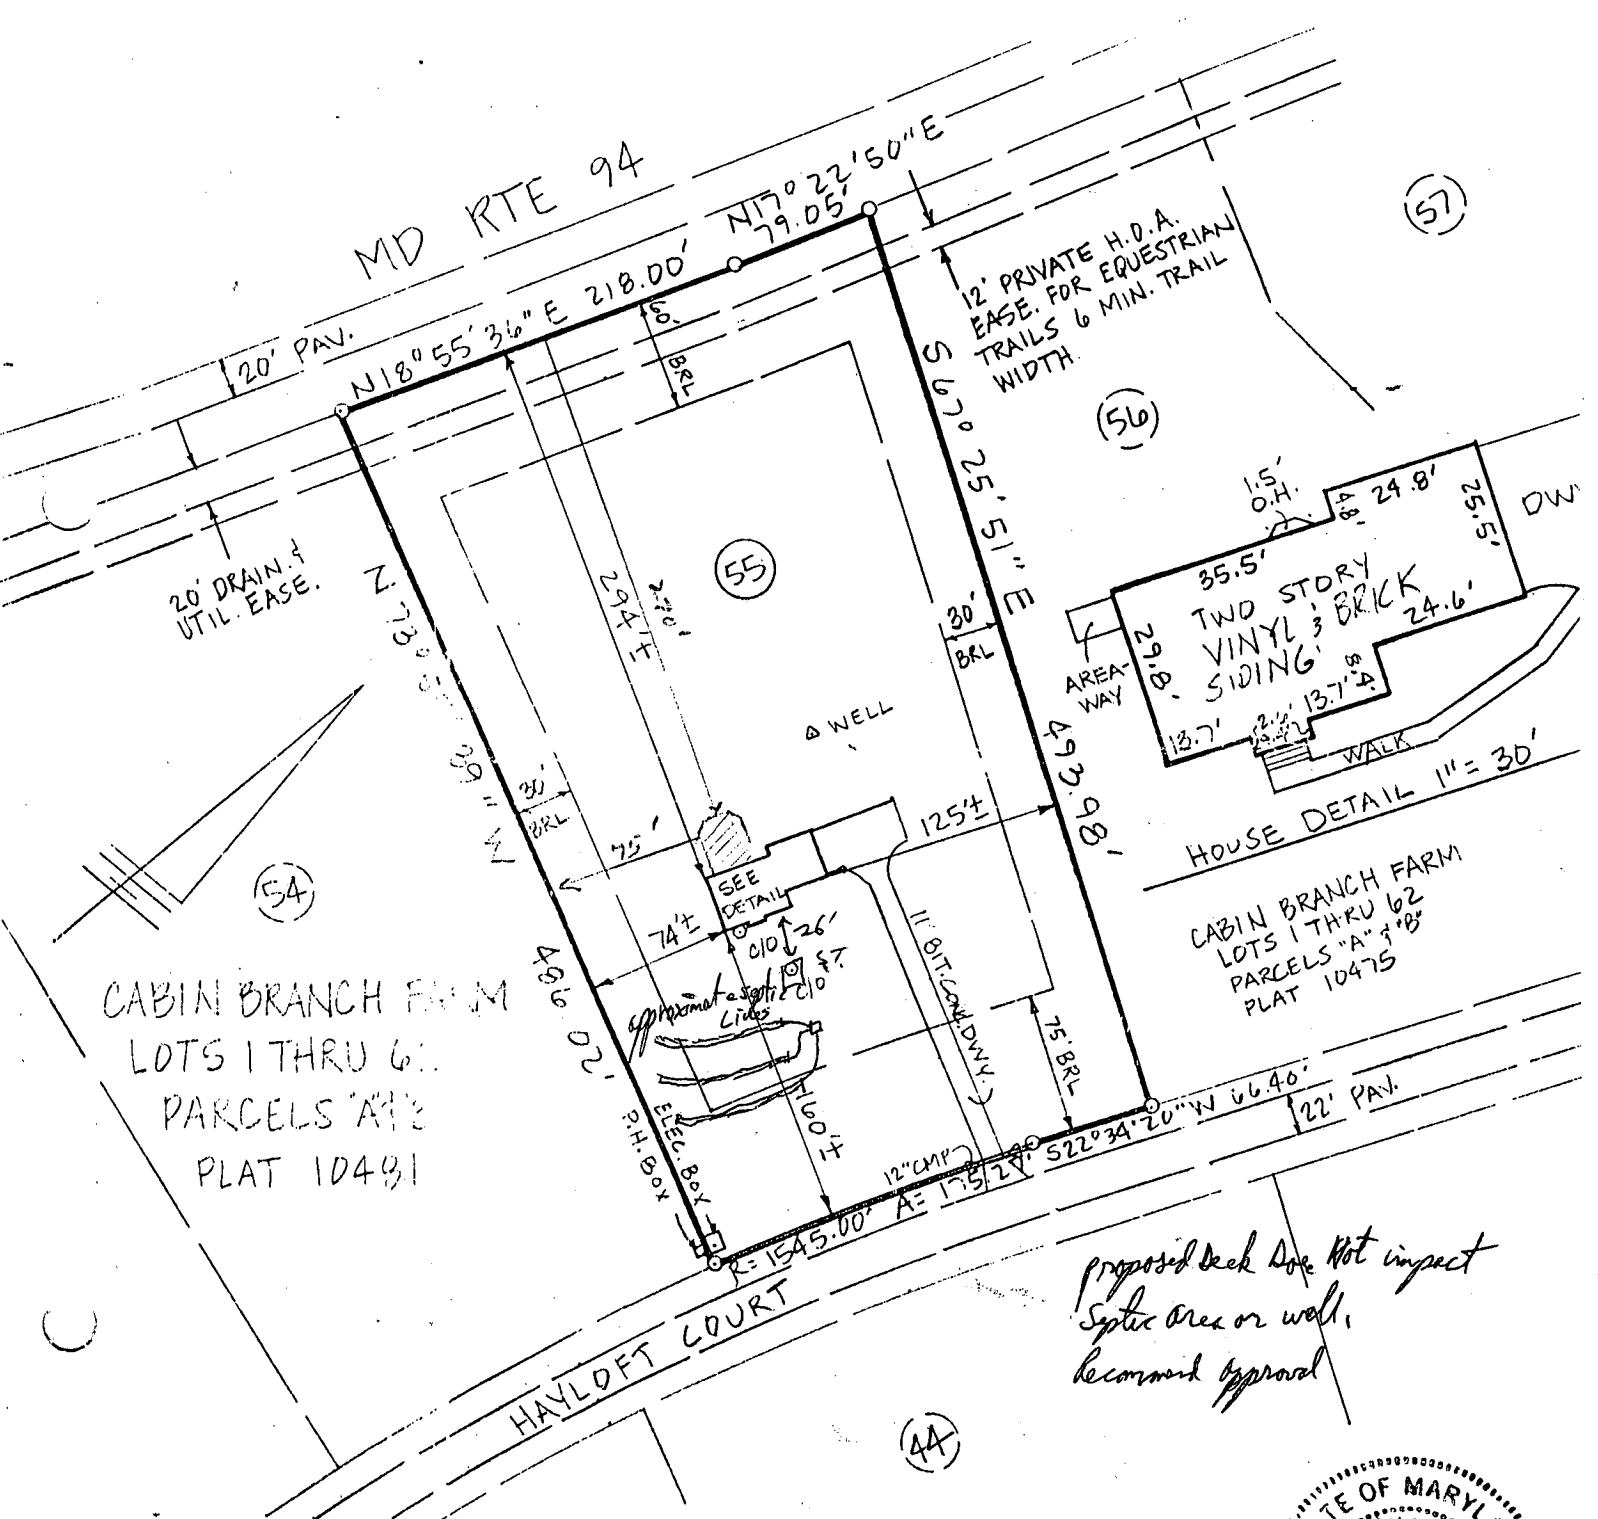 MD RTE 94
N17° 22' 50" E
79.05'
N18° 55' 36" E 218.00'
20' PAV.
60'
BRL
12' PRIVATE H.O.A.
EASE. FOR EQUESTRIAN
TRAILS 6 MIN. TRAIL
WIDTH.
57
56
20' DRAIN. &
UTIL. EASE.
S 67° 25' 51" E
493.98'
55
294'±
270'
30'
BRL
WELL
1.5'
O.H.
4.8'
24.8'
25.5'
35.5'
TWO STORY
VINYL & BRICK
SIDING
24.6'
29.8'
AREA-
WAY
8.4'
13.7'
13.7'
WALK
HOUSE DETAIL 1" = 30'
30'
BRL
75'
125'±
SEE
DETAIL
74'±
C/O
26'
S.T.
C/O
approximate septic
Lines
11' BIT. CONC. DWY.
75' BRL
160'±
54
486.02'
CABIN BRANCH FARM
LOTS 1 THRU 62
PARCELS "A" & "B"
PLAT 10475
CABIN BRANCH FARM
LOTS 1 THRU
PARCELS
PLAT 10481
ELEC. BOX
P.H. BOX
12" CMP
S22° 34' 20" W 66.40'
22' PAV.
R= 1545.00' A=
HAYLOFT COURT
proposed Deck Does Not impact
Septic area or well,
Recommend approval
44
OF MARYL